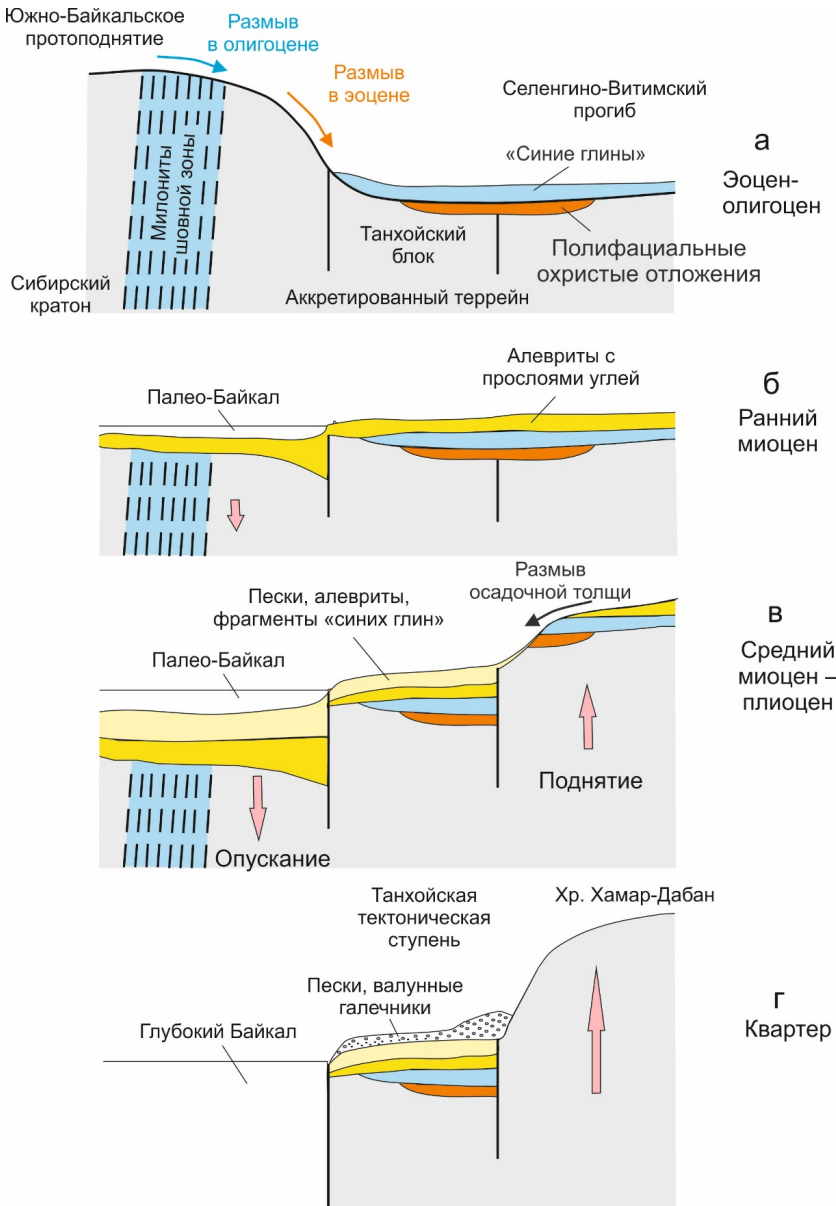 Южно-Байкальское
протоподнятие
Размыв
в олигоцене
Размыв
в эоцене
Селенгино-Витимский
прогиб
«Синие глины»
а
Эоцен-
олигоцен
Милониты
шовной зоны
Танхойский
блок
Полифациальные
охристые отложения
Сибирский
кратон
Аккретированный террейн
Палео-Байкал
Алевриты с
прослоями углей
б
Ранний
миоцен
Пески, алевриты,
фрагменты «синих глин»
Размыв
осадочной толщи
в
Средний
миоцен –
плиоцен
Палео-Байкал
Поднятие
Опускание
Танхойская
тектоническая
ступень
Хр. Хамар-Дабан
Пески, валунные
галечники
г
Квартер
Глубокий Байкал